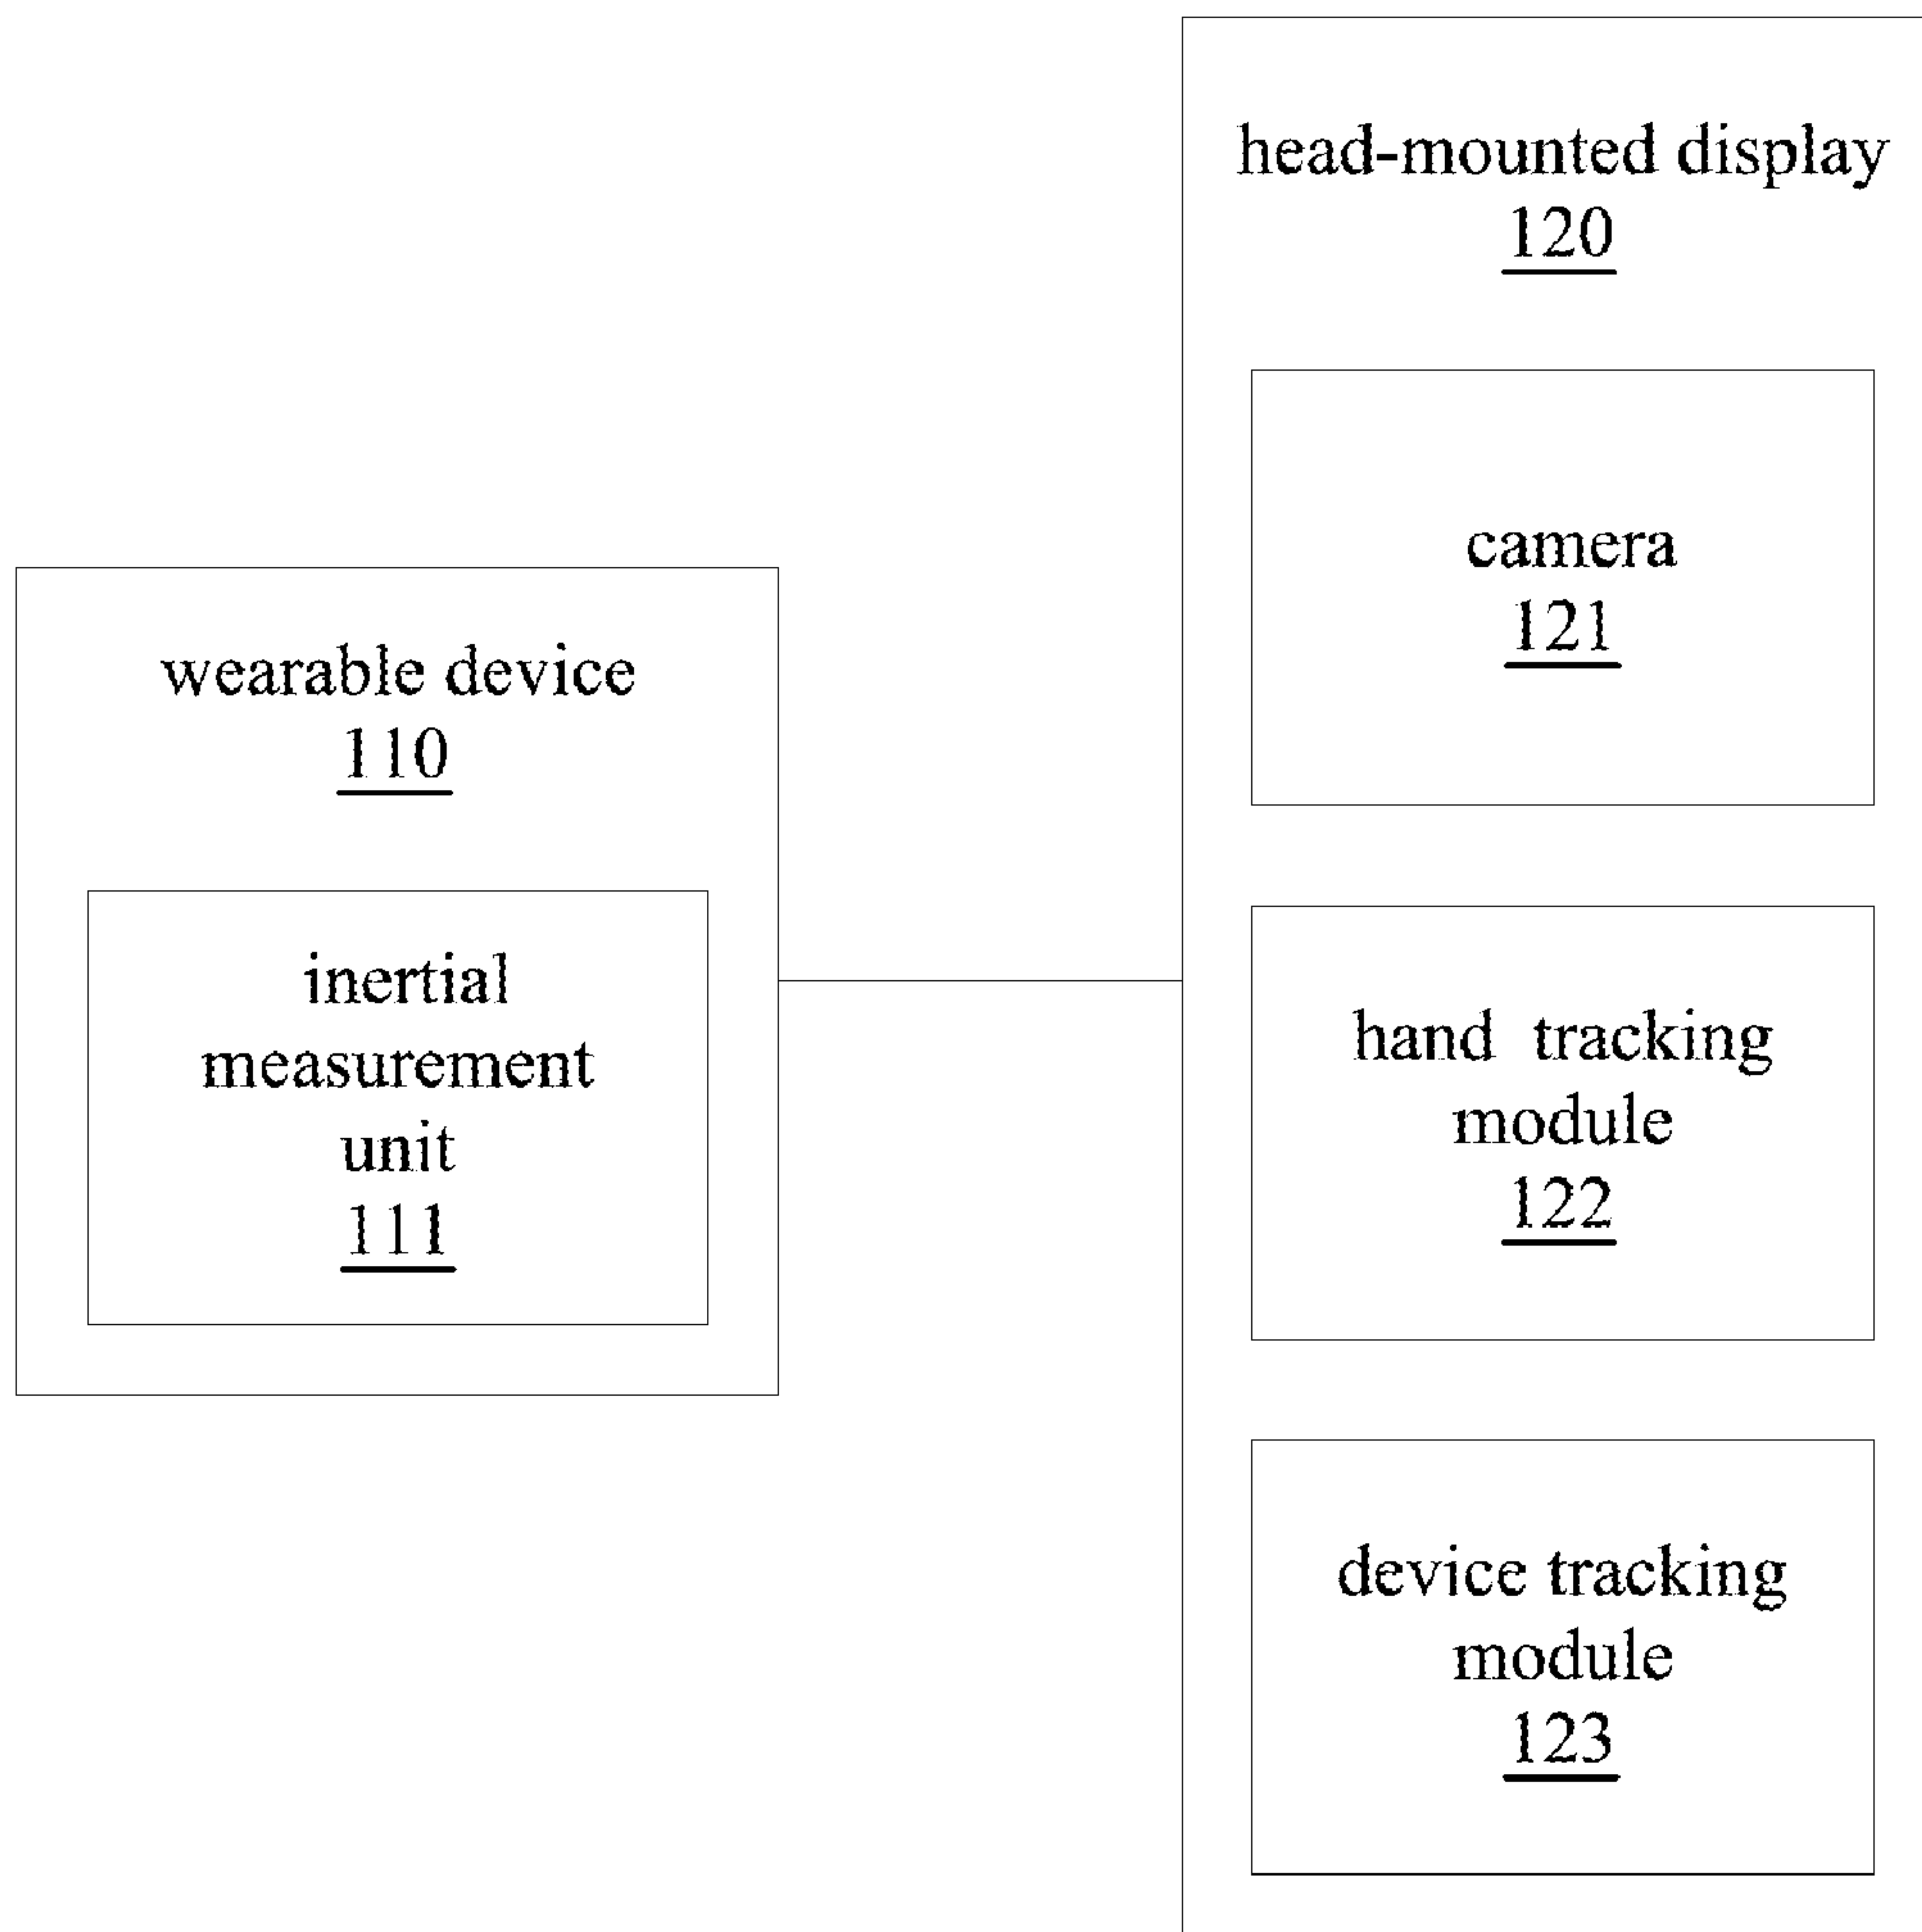 wearable device
110
inertial
measurement
unit
111
head-mounted display
120
camera
121
hand tracking
module
122
device tracking
module
123